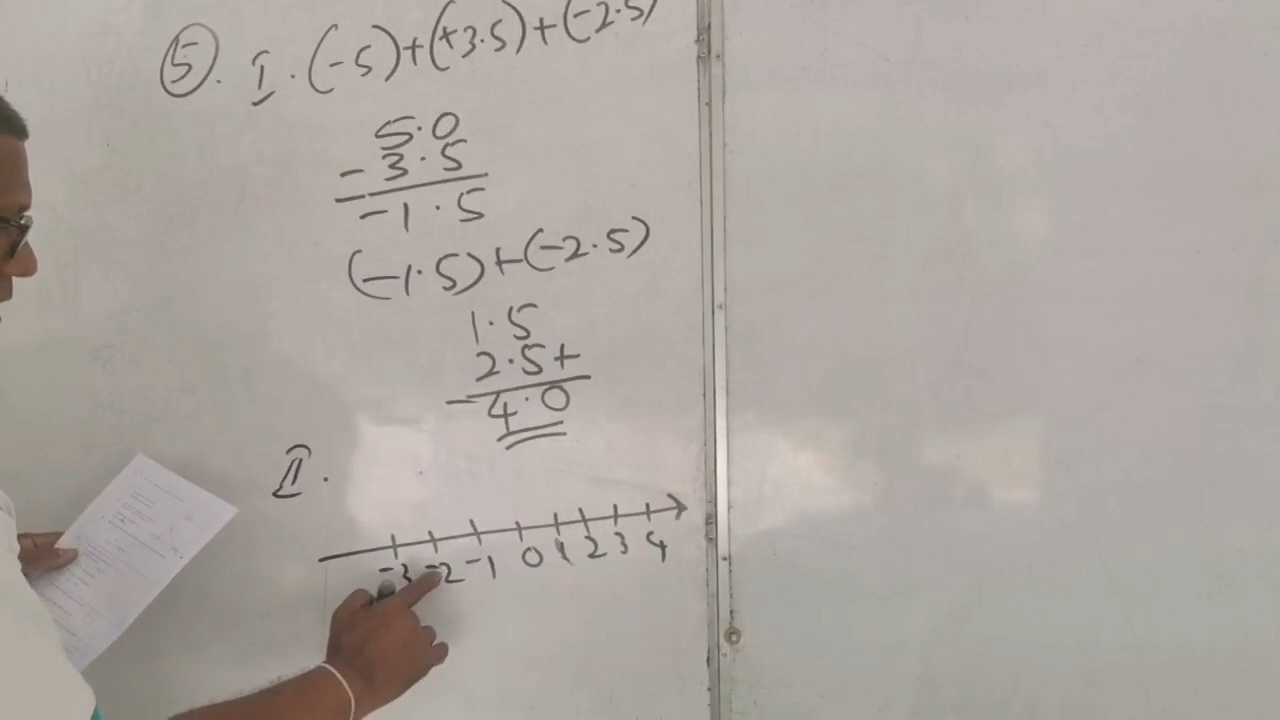 ⑤. I. (-5)+(+3.5)+(-2.5)
5.0
- 3.5
-1.5
(-1.5)+(-2.5)
1.5
2.5+
-4.0
II.
-3 -2 -1 0 1 2 3 4